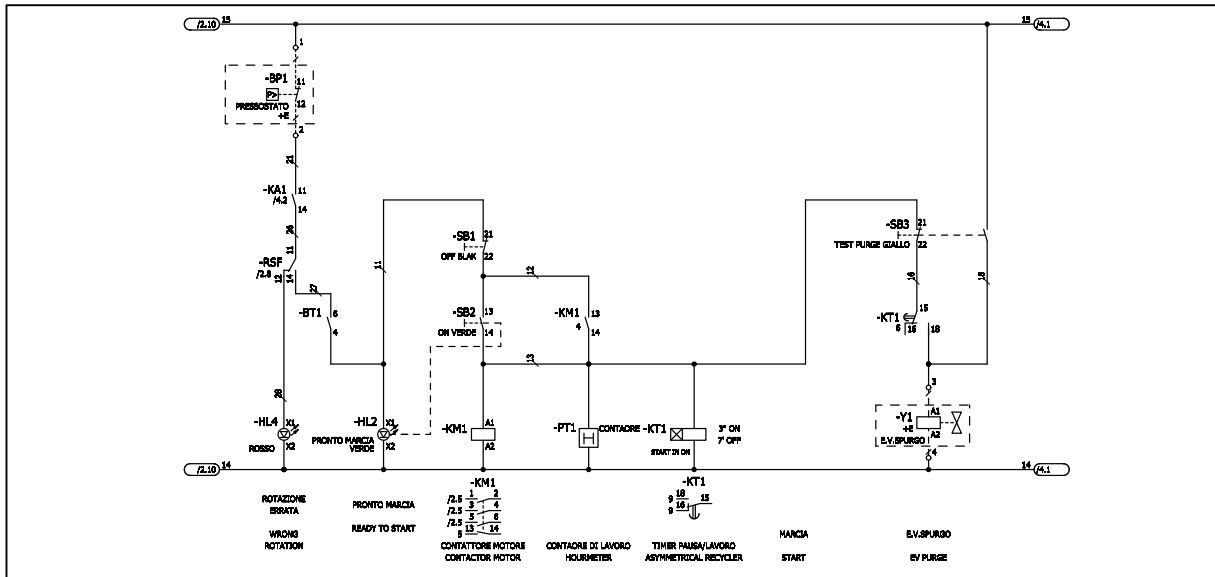 /2.10 15
15 /4.1
1
-BP1
11
P>
12
PRESSOSTATO
+E
2
21
-KA1
/4.2
11
14
26
11
-RSF
/2.8
12
14
27
-BT1
6
4
28
-HL4
X1
X2
ROSSO
11
-HL2
X1
X2
PRONTO MARCIA
VERDE
-SB1
21
22
OFF BLAK
12
-SB2
13
14
ON VERDE
-KM1
4
13
14
13
-KM1
A1
A2
-PT1
CONTAORE
H
-KT1
3" ON
7' OFF
START IN ON
-SB3
21
22
TEST PURGE GIALLO
16
18
-KT1
15
6
16
18
3
-Y1
+E
A1
A2
E.V.SPURGO
4
/2.10 14
14 /4.1
-KM1
/2.5 1 2
/2.5 3 4
/2.5 5 6
5 13 14
-KT1
9 18
15
9 16
ROTAZIONE
ERRATA
WRONG
ROTATION
PRONTO MARCIA
READY TO START
CONTATTORE MOTORE
CONTACTOR MOTOR
CONTAORE DI LAVORO
HOURMETER
TIMER PAUSA/LAVORO
ASYMMETRICAL RECYCLER
MARCIA
START
E.V.SPURGO
EV PURGE